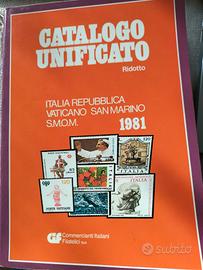 CATALOGO
UNIFICATO
Ridotto
ITALIA REPUBBLICA
VATICANO SAN MARINO
S.M.O.M. 1981
Commercianti Italiani
Filatelici
subito